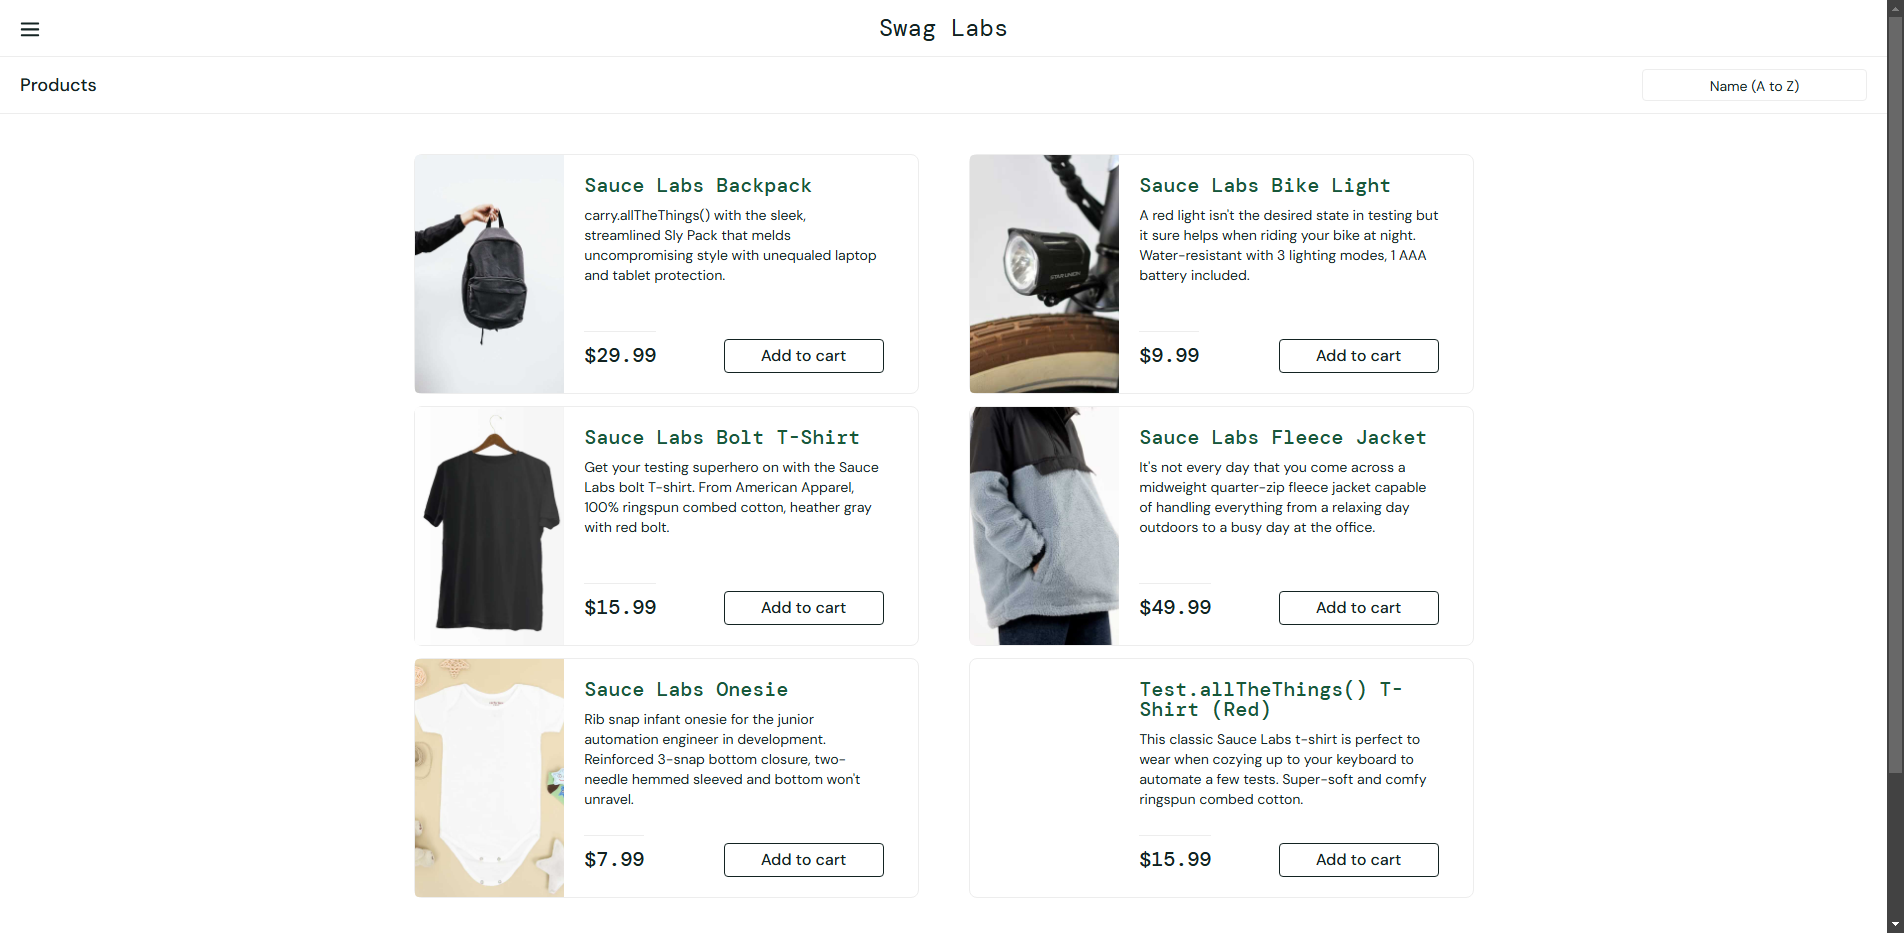 Swag Labs
Products
Name (A to Z)
Sauce Labs Backpack
carry.allTheThings() with the sleek,
streamlined Sly Pack that melds
uncompromising style with unequaled laptop
and tablet protection.
$29.99
Add to cart
Sauce Labs Bike Light
A red light isn't the desired state in testing but
it sure helps when riding your bike at night.
Water-resistant with 3 lighting modes, 1 AAA
battery included.
$9.99
Add to cart
STAR UNION
Sauce Labs Bolt T-Shirt
Get your testing superhero on with the Sauce
Labs bolt T-shirt. From American Apparel,
100% ringspun combed cotton, heather gray
with red bolt.
$15.99
Add to cart
Sauce Labs Fleece Jacket
It's not every day that you come across a
midweight quarter-zip fleece jacket capable
of handling everything from a relaxing day
outdoors to a busy day at the office.
$49.99
Add to cart
Sauce Labs Onesie
Rib snap infant onesie for the junior
automation engineer in development.
Reinforced 3-snap bottom closure, two-
needle hemmed sleeved and bottom won't
unravel.
$7.99
Add to cart
Test.allTheThings() T-
Shirt (Red)
This classic Sauce Labs t-shirt is perfect to
wear when cozying up to your keyboard to
automate a few tests. Super-soft and comfy
ringspun combed cotton.
$15.99
Add to cart